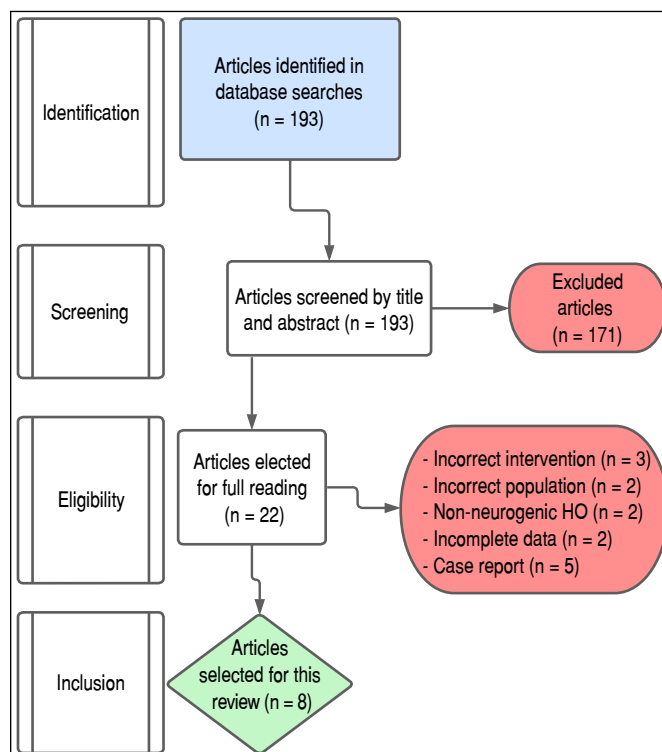 Identification
Articles identified in
database searches
(n = 193)
Screening
Articles screened by title
and abstract (n = 193)
Excluded
articles
(n = 171)
Eligibility
Articles elected
for full reading
(n = 22)
- Incorrect intervention (n = 3)
- Incorrect population (n = 2)
- Non-neurogenic HO (n = 2)
- Incomplete data (n = 2)
- Case report (n = 5)
Inclusion
Articles
selected for this
review (n = 8)